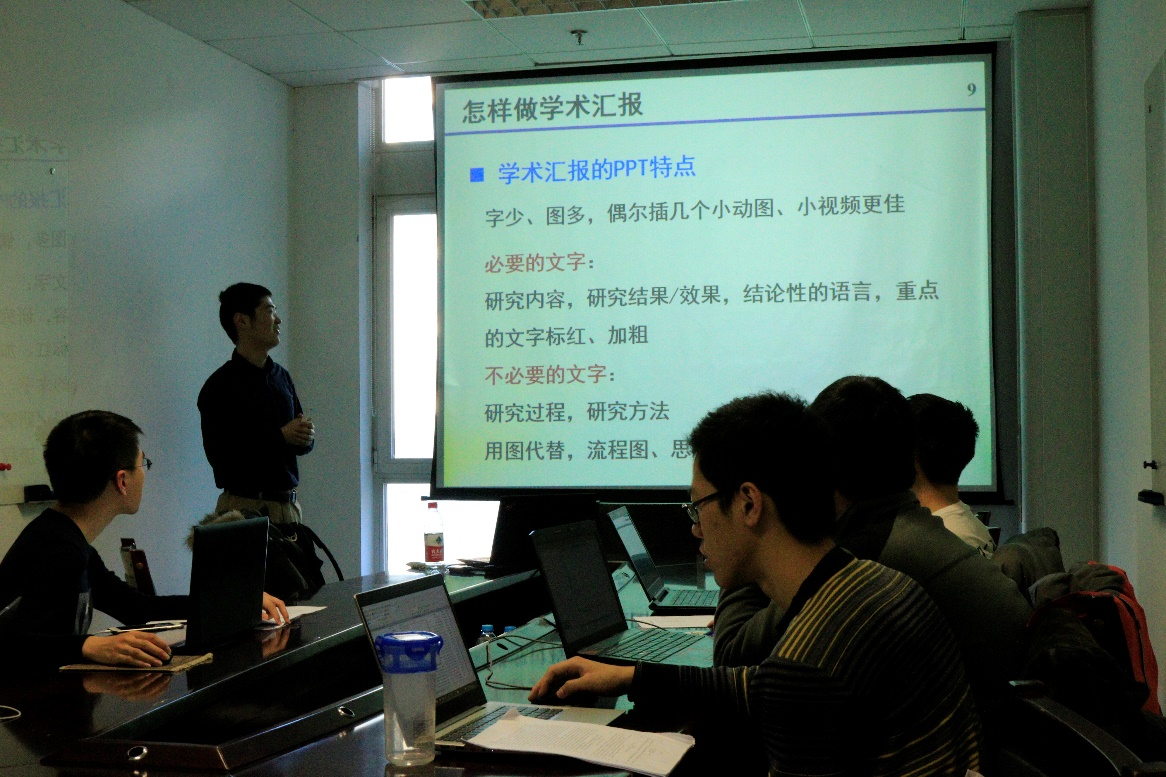 怎样做学术汇报
9
■ 学术汇报的PPT特点
字少、图多，偶尔插几个小动图、小视频更佳
必要的文字：
研究内容，研究结果/效果，结论性的语言，重点
的文字标红、加粗
不必要的文字：
研究过程，研究方法
用图代替，流程图、思